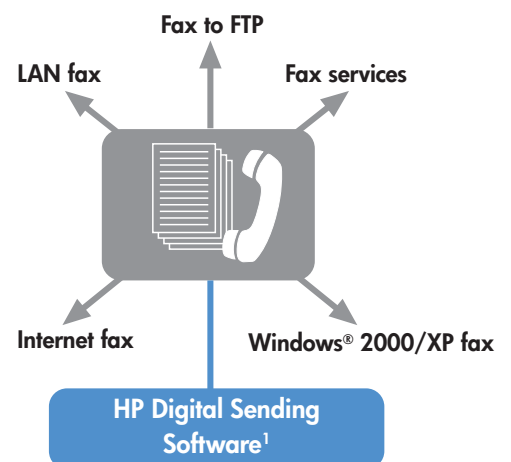 Fax to FTP
LAN fax
Fax services
Internet fax
Windows® 2000/XP fax
HP Digital Sending
Software¹